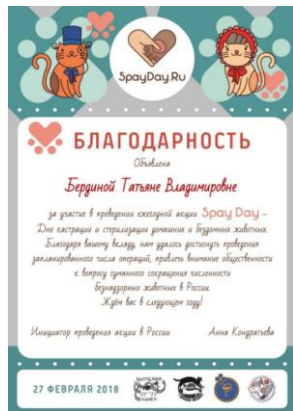 SpayDay.Ru
БЛАГОДАРНОСТЬ
Объявлена
Бердиной Татьяне Владимировне
за участие в проведении ежегодной акции Spay Day –
Дне кастрации и стерилизации домашних и бездомных животных.
Благодаря вашему вкладу, нам удалось достигнуть проведения
запланированного числа операций, привлечь внимание общественности
к вопросу гуманного сокращения численности
безнадзорных животных в России.
Ждём вас в следующем году!
Инициатор проведения акции в России Анна Кондратьева
27 ФЕВРАЛЯ 2018